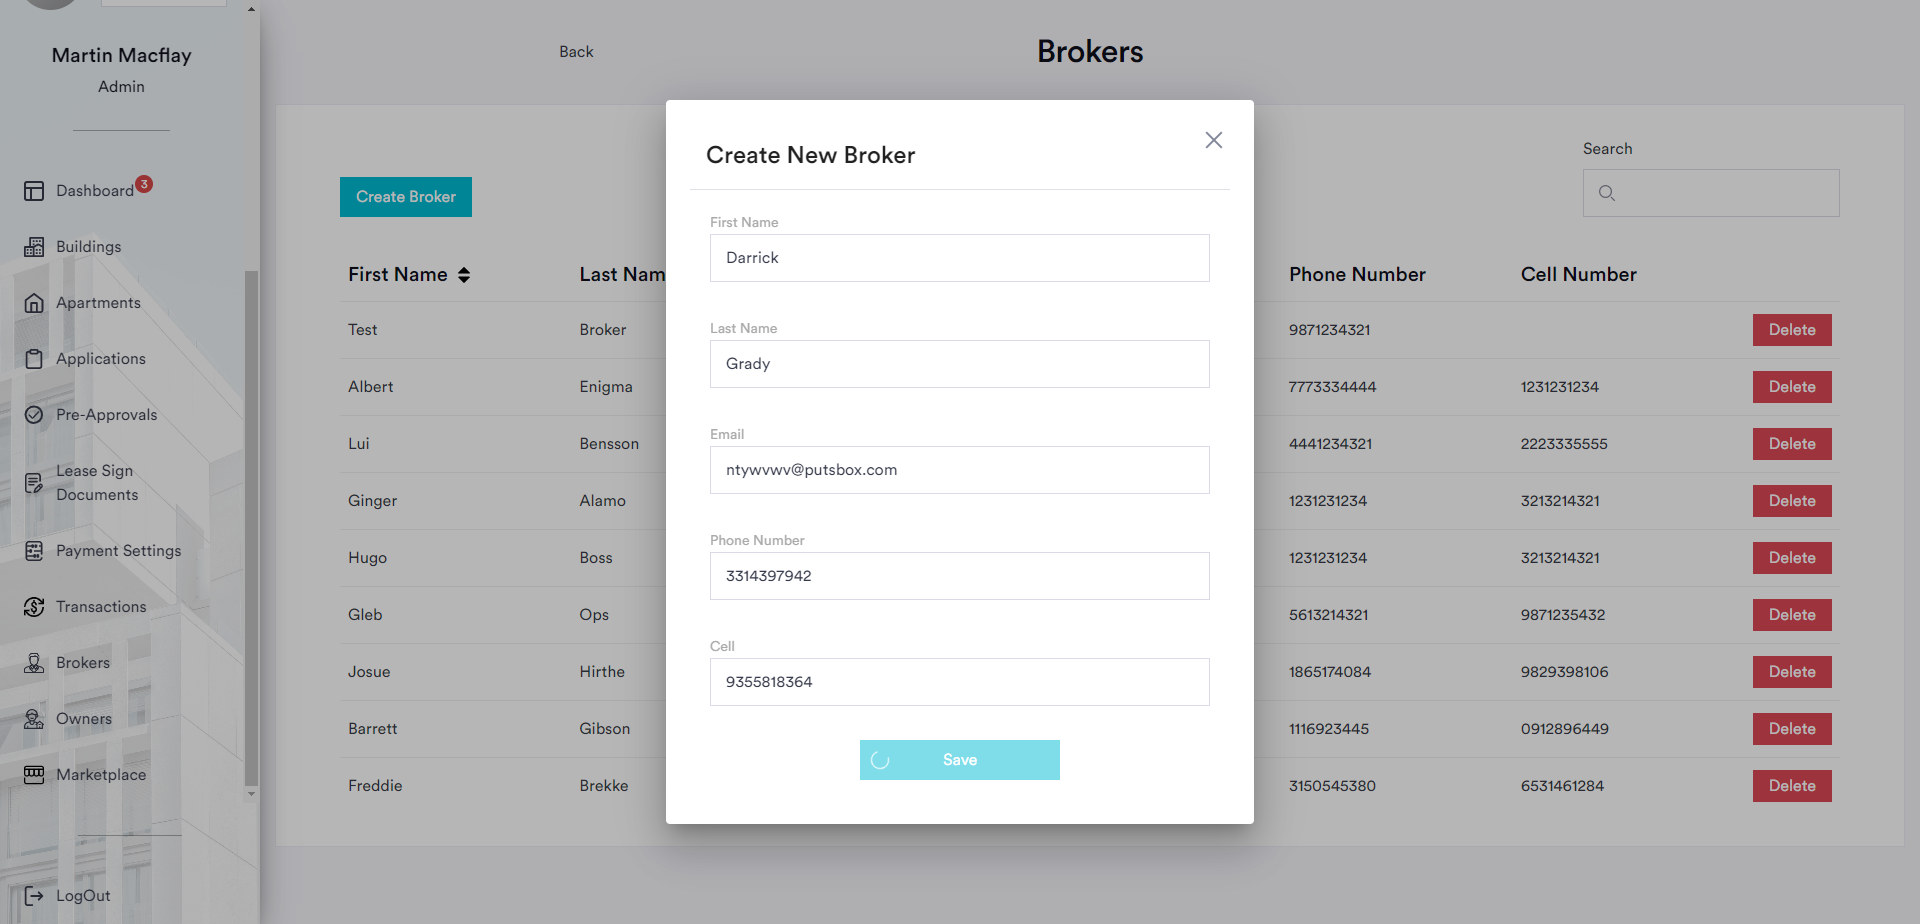 Martin Macflay
Admin
Dashboard 3
Buildings
Apartments
Applications
Pre-Approvals
Lease Sign
Documents
Payment Settings
Transactions
Brokers
Owners
Marketplace
LogOut
Back
Brokers
Create Broker
Search
First Name Last Nam Phone Number Cell Number
Test Broker 9871234321 Delete
Albert Enigma 7773334444 1231231234 Delete
Lui Bensson 4441234321 2223335555 Delete
Ginger Alamo 1231231234 3213214321 Delete
Hugo Boss 1231231234 3213214321 Delete
Gleb Ops 5613214321 9871235432 Delete
Josue Hirthe 1865174084 9829398106 Delete
Barrett Gibson 1116923445 0912896449 Delete
Freddie Brekke 3150545380 6531461284 Delete
Create New Broker
First Name
Darrick
Last Name
Grady
Email
ntywvwv@putsbox.com
Phone Number
3314397942
Cell
9355818364
Save